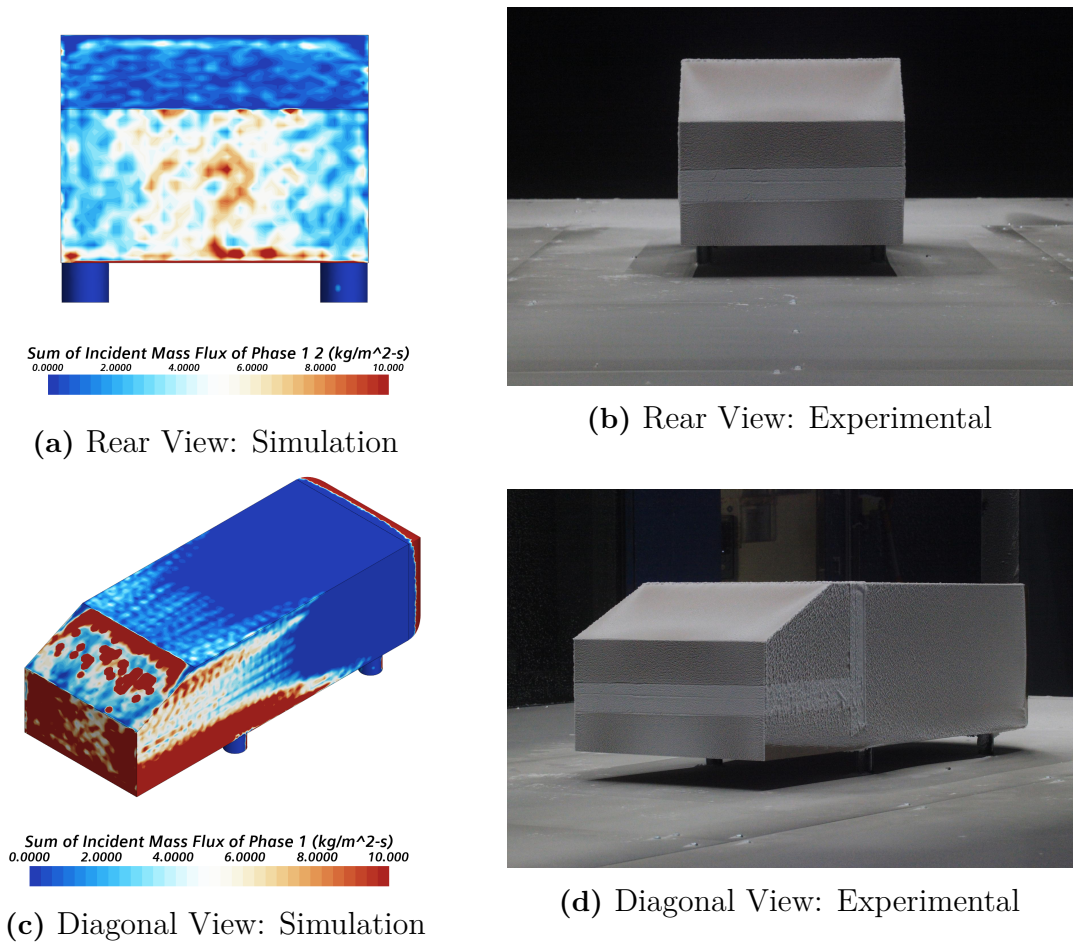 Sum of Incident Mass Flux of Phase 1 2 (kg/m^2-s)
0.0000 2.0000 4.0000 6.0000 8.0000 10.000
(a) Rear View: Simulation
(b) Rear View: Experimental
Sum of Incident Mass Flux of Phase 1 (kg/m^2-s)
0.0000 2.0000 4.0000 6.0000 8.0000 10.000
(c) Diagonal View: Simulation
(d) Diagonal View: Experimental